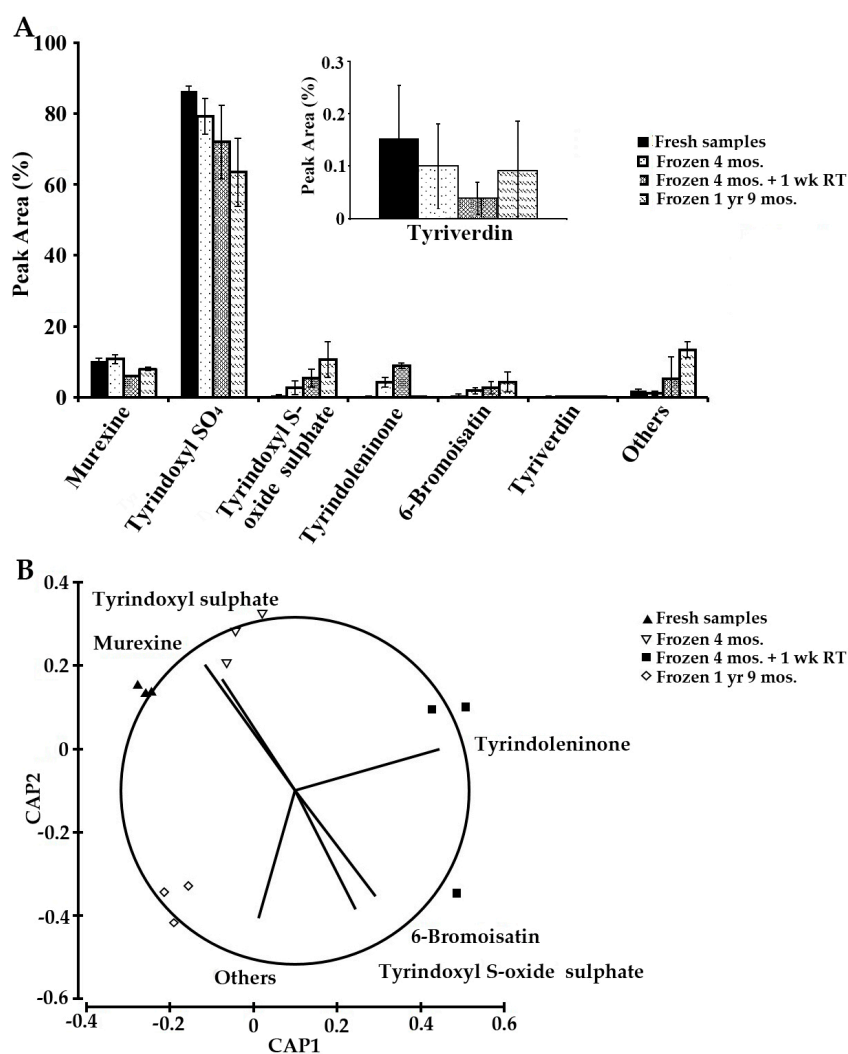 A
100
80
60
40
20
0
Peak Area (%)
0.3
0.2
0.1
0
Peak Area (%)
Tyriverdin
Fresh samples
Frozen 4 mos.
Frozen 4 mos. + 1 wk RT
Frozen 1 yr 9 mos.
Murexine
Tyrindoxyl SO4
Tyrindoxyl S-
oxide sulphate
Tyrindoleninone
6-Bromoisatin
Tyriverdin
Others
B
0.4
0.2
0
-0.2
-0.4
-0.6
CAP2
Tyrindoxyl sulphate
Murexine
Tyrindoleninone
6-Bromoisatin
Tyrindoxyl S-oxide sulphate
Others
Fresh samples
Frozen 4 mos.
Frozen 4 mos. + 1 wk RT
Frozen 1 yr 9 mos.
-0.4
-0.2
0
0.2
0.4
0.6
CAP1